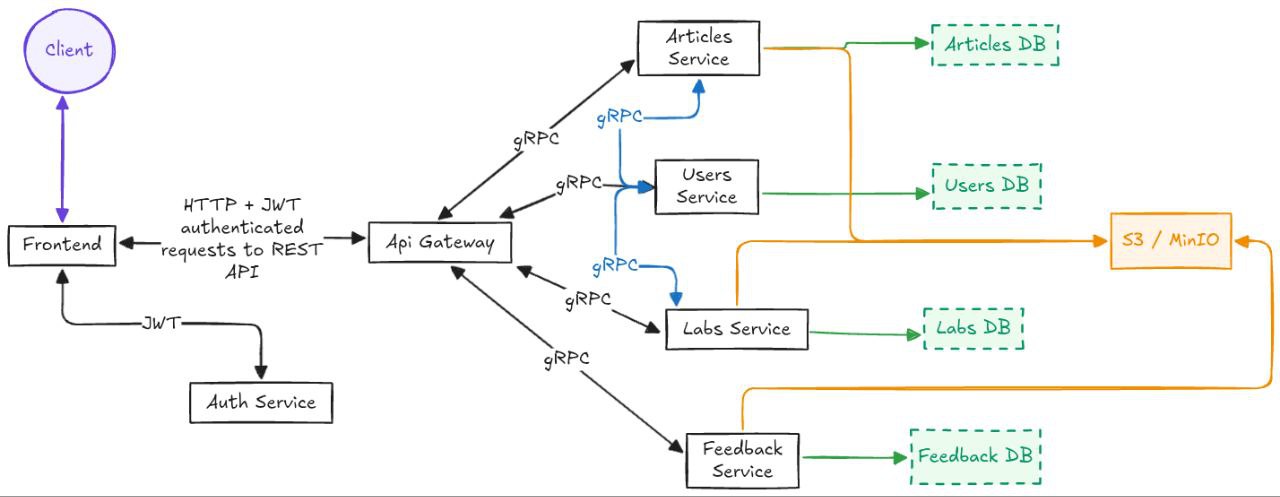 Client
Articles
Service
Articles DB
gRPC
gRPC
Users
Service
gRPC
Users DB
HTTP + JWT
authenticated
requests to REST
API
Frontend
Api Gateway
S3 / MinIO
gRPC
gRPC
Labs Service
Labs DB
JWT
gRPC
Auth Service
Feedback
Service
Feedback DB